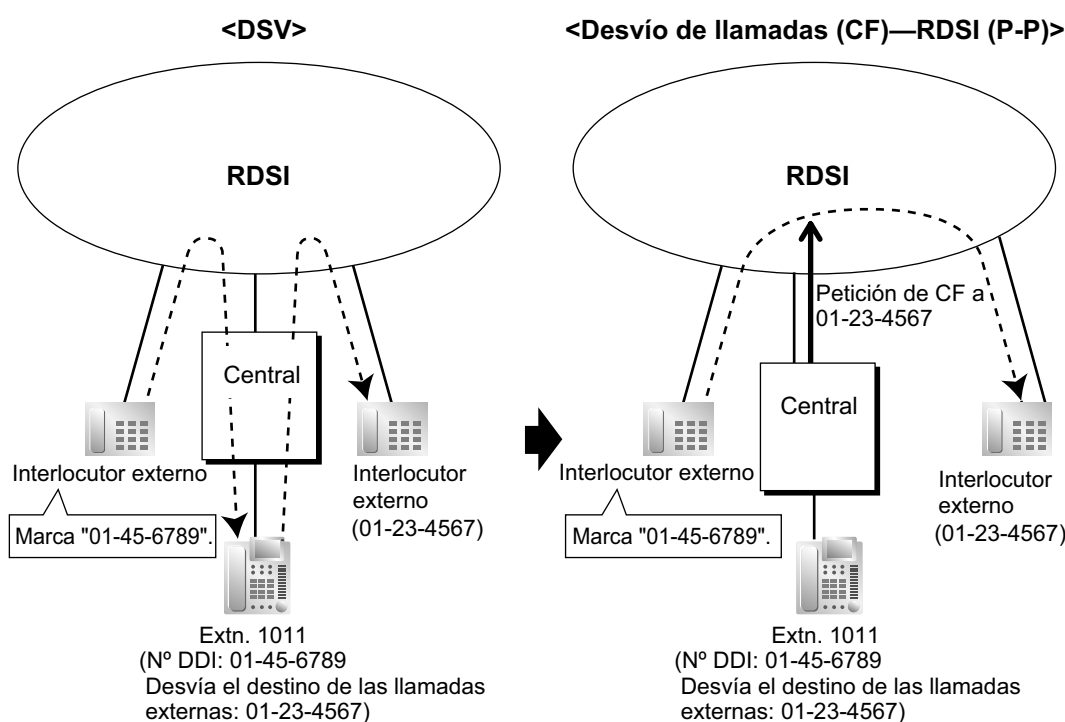 <DSV>
RDSI
Central
Interlocutor externo
Marca "01-45-6789".
Interlocutor
externo
(01-23-4567)
Extn. 1011
(Nº DDI: 01-45-6789
Desvía el destino de las llamadas
externas: 01-23-4567)
<Desvío de llamadas (CF)—RDSI (P-P)>
RDSI
Petición de CF a
01-23-4567
Central
Interlocutor externo
Marca "01-45-6789".
Interlocutor
externo
(01-23-4567)
Extn. 1011
(Nº DDI: 01-45-6789
Desvía el destino de las llamadas
externas: 01-23-4567)